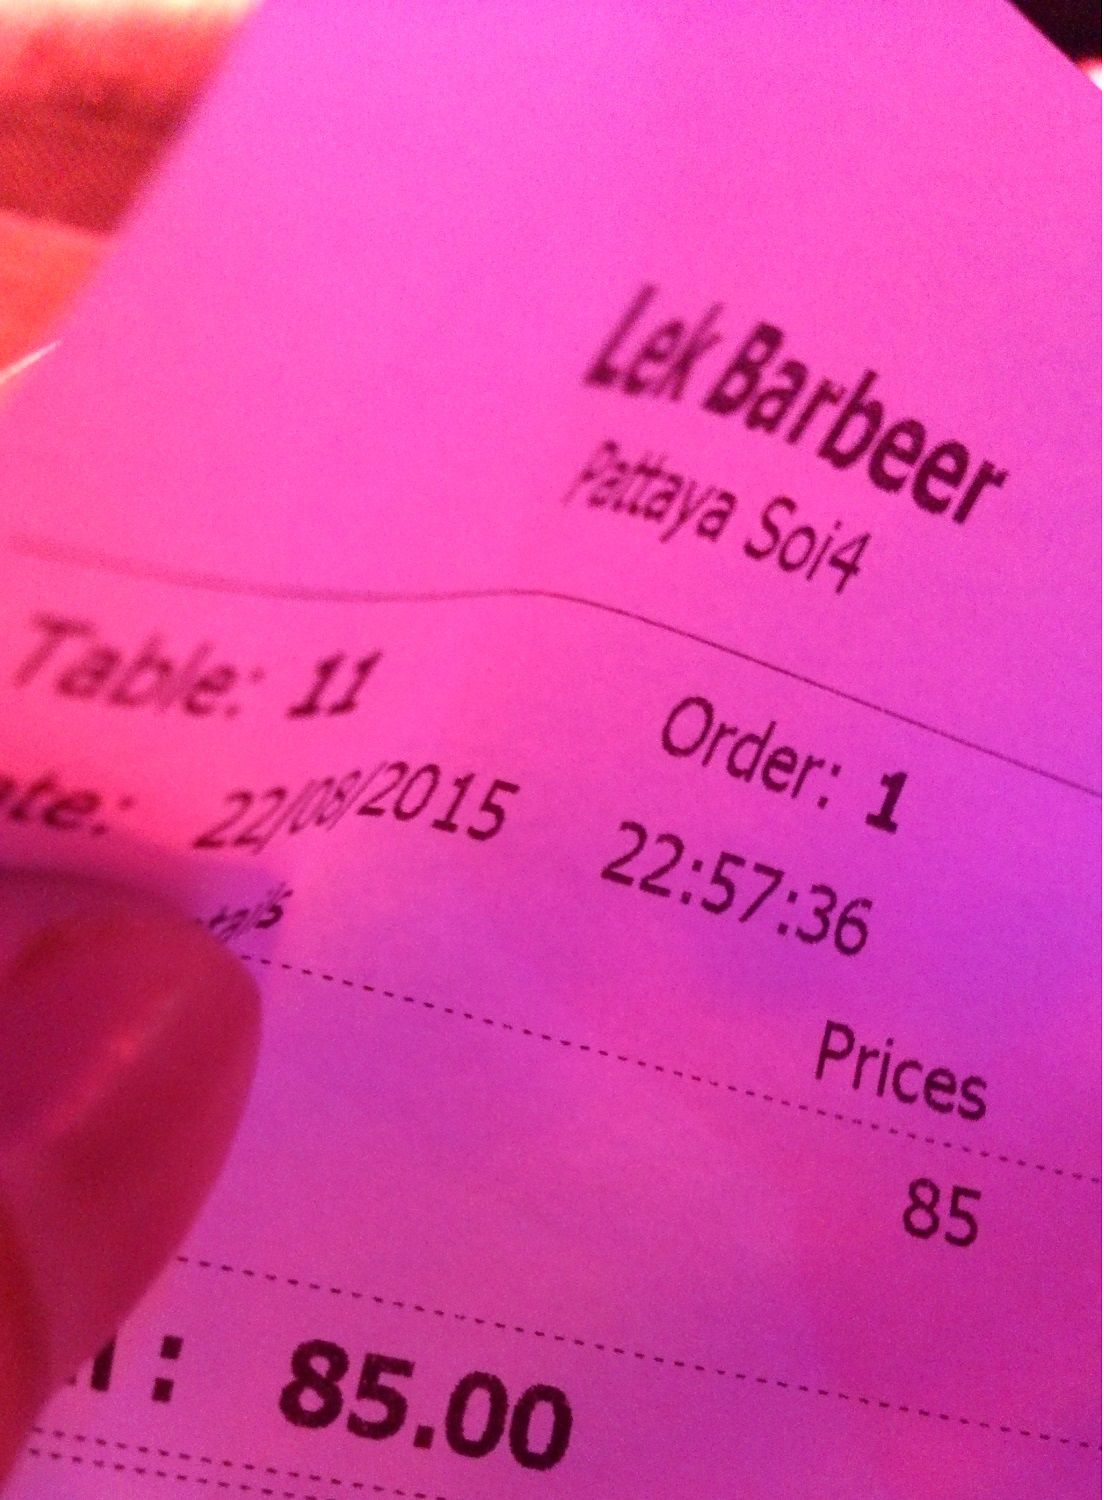 Lek Barbeer
Pattaya Soi4
Table: 11 Order: 1
22/08/2015 22:57:36
Prices
85
: 85.00